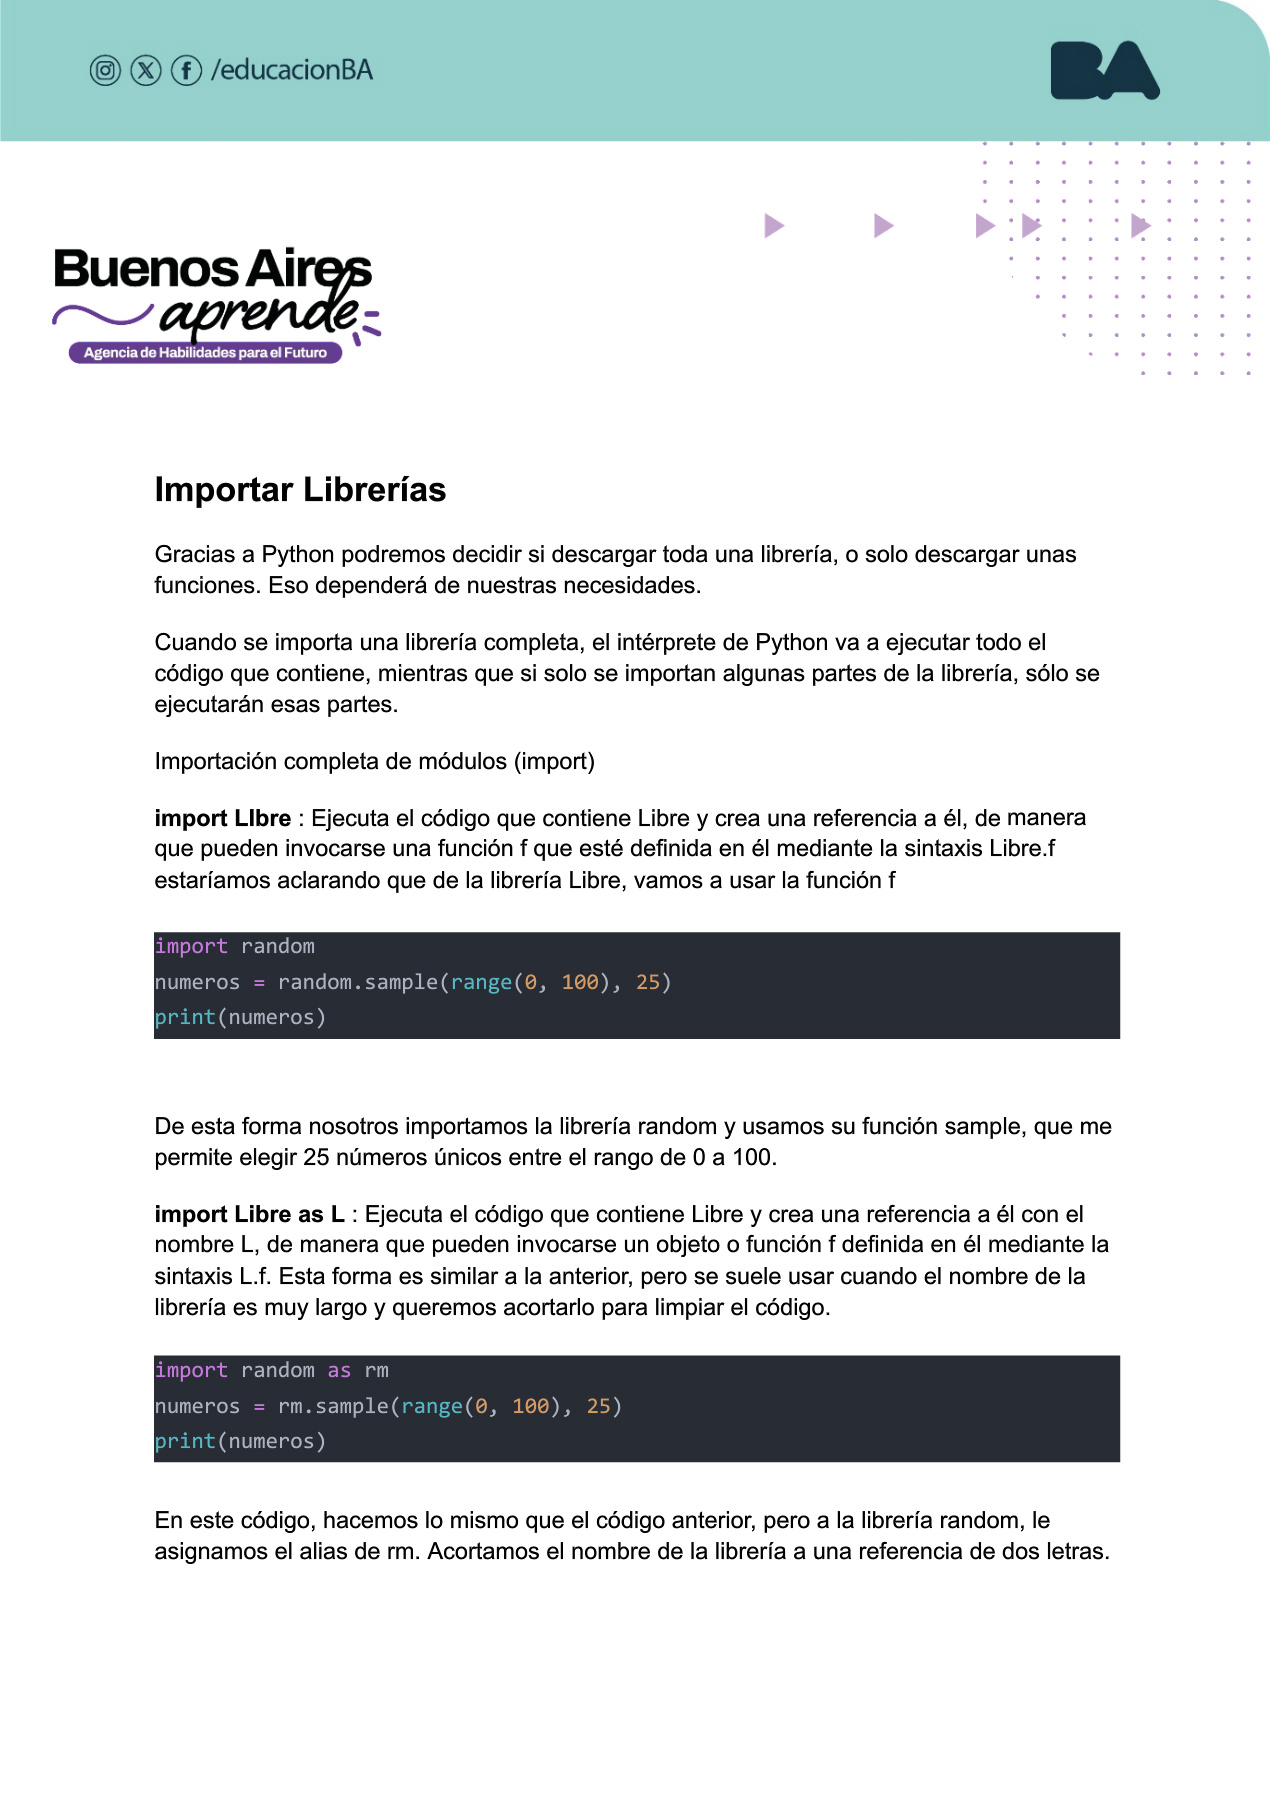 /educacionBA
BA
Buenos Aires
aprende
Agencia de Habilidades para el Futuro
Importar Librerías
Gracias a Python podremos decidir si descargar toda una librería, o solo descargar unas
funciones. Eso dependerá de nuestras necesidades.
Cuando se importa una librería completa, el intérprete de Python va a ejecutar todo el
código que contiene, mientras que si solo se importan algunas partes de la librería, sólo se
ejecutarán esas partes.
Importación completa de módulos (import)
import LIbre : Ejecuta el código que contiene Libre y crea una referencia a él, de manera
que pueden invocarse una función f que esté definida en él mediante la sintaxis Libre.f
estaríamos aclarando que de la librería Libre, vamos a usar la función f
import random
numeros = random.sample(range(0, 100), 25)
print(numeros)
De esta forma nosotros importamos la librería random y usamos su función sample, que me
permite elegir 25 números únicos entre el rango de 0 a 100.
import Libre as L : Ejecuta el código que contiene Libre y crea una referencia a él con el
nombre L, de manera que pueden invocarse un objeto o función f definida en él mediante la
sintaxis L.f. Esta forma es similar a la anterior, pero se suele usar cuando el nombre de la
librería es muy largo y queremos acortarlo para limpiar el código.
import random as rm
numeros = rm.sample(range(0, 100), 25)
print(numeros)
En este código, hacemos lo mismo que el código anterior, pero a la librería random, le
asignamos el alias de rm. Acortamos el nombre de la librería a una referencia de dos letras.